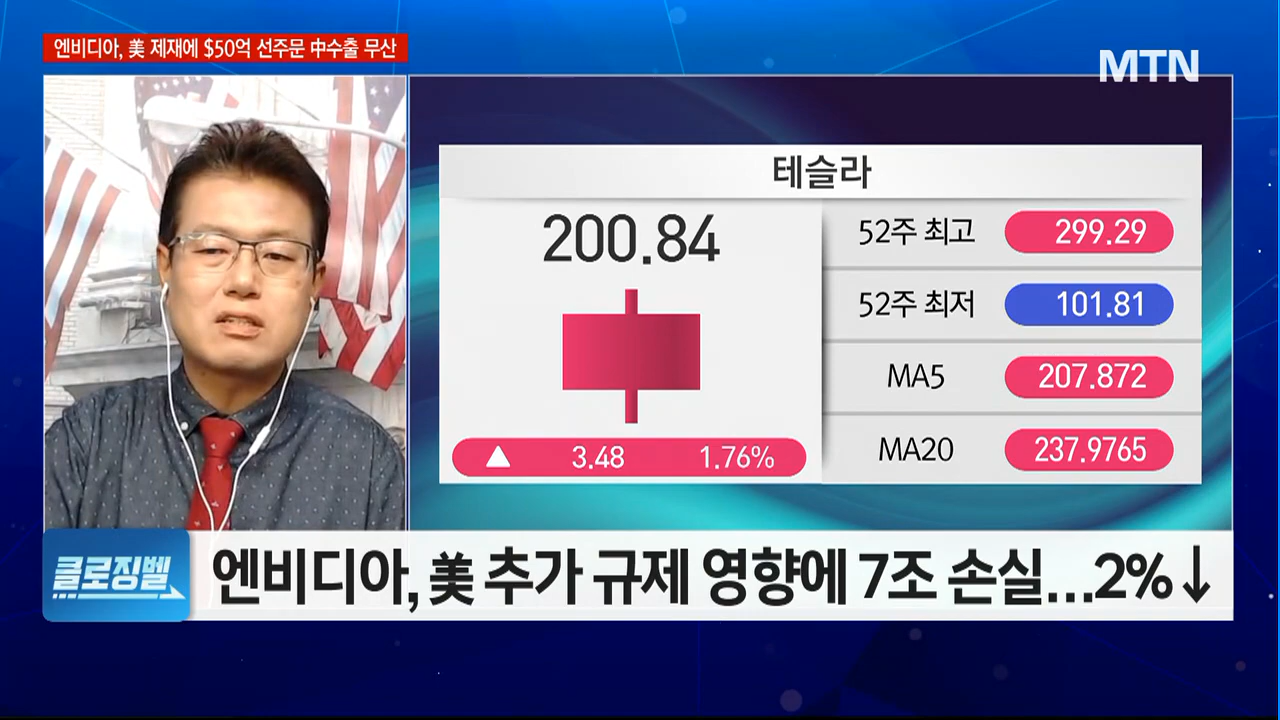 엔비디아, 美 제재에 $50억 선주문 中수출 무산
MTN
테슬라
200.84
▲ 3.48 1.76%
52주 최고 299.29
52주 최저 101.81
MA5 207.872
MA20 237.9765
클로징벨
엔비디아, 美 추가 규제 영향에 7조 손실...2%↓